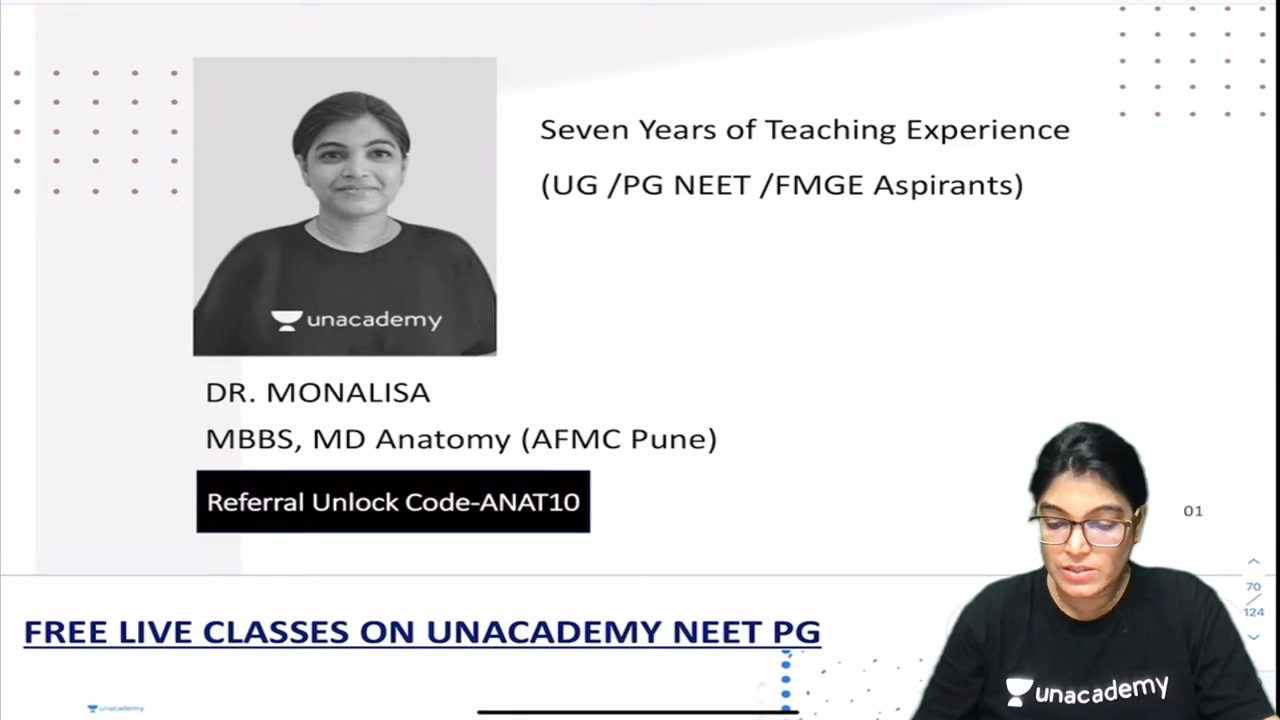 Seven Years of Teaching Experience
(UG /PG NEET /FMGE Aspirants)
unacademy
DR. MONALISA
MBBS, MD Anatomy (AFMC Pune)
Referral Unlock Code-ANAT10
01
70
/
124
FREE LIVE CLASSES ON UNACADEMY NEET PG
unacademy
unacademy